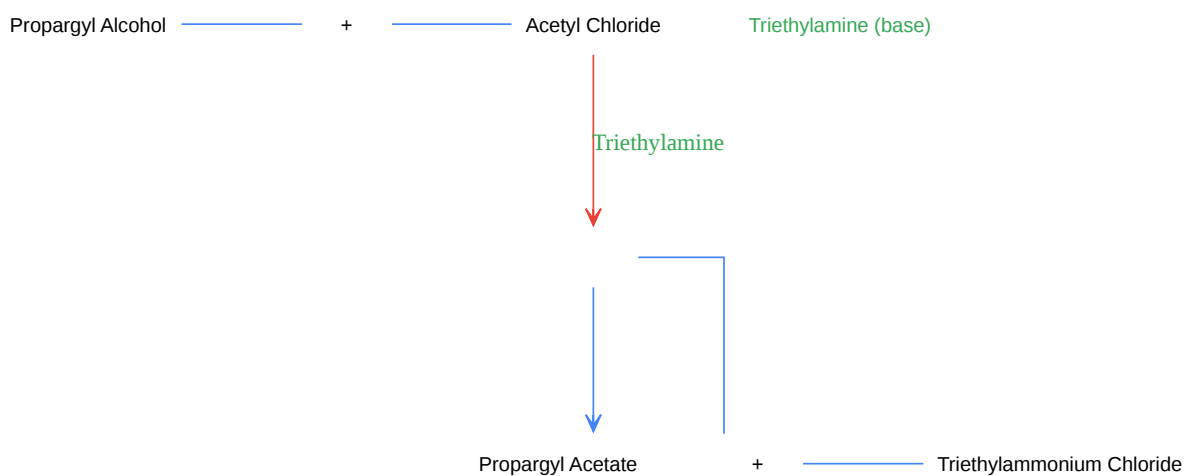 Propargyl Alcohol + Acetyl Chloride Triethylamine (base)
Triethylamine
Propargyl Acetate + Triethylammonium Chloride